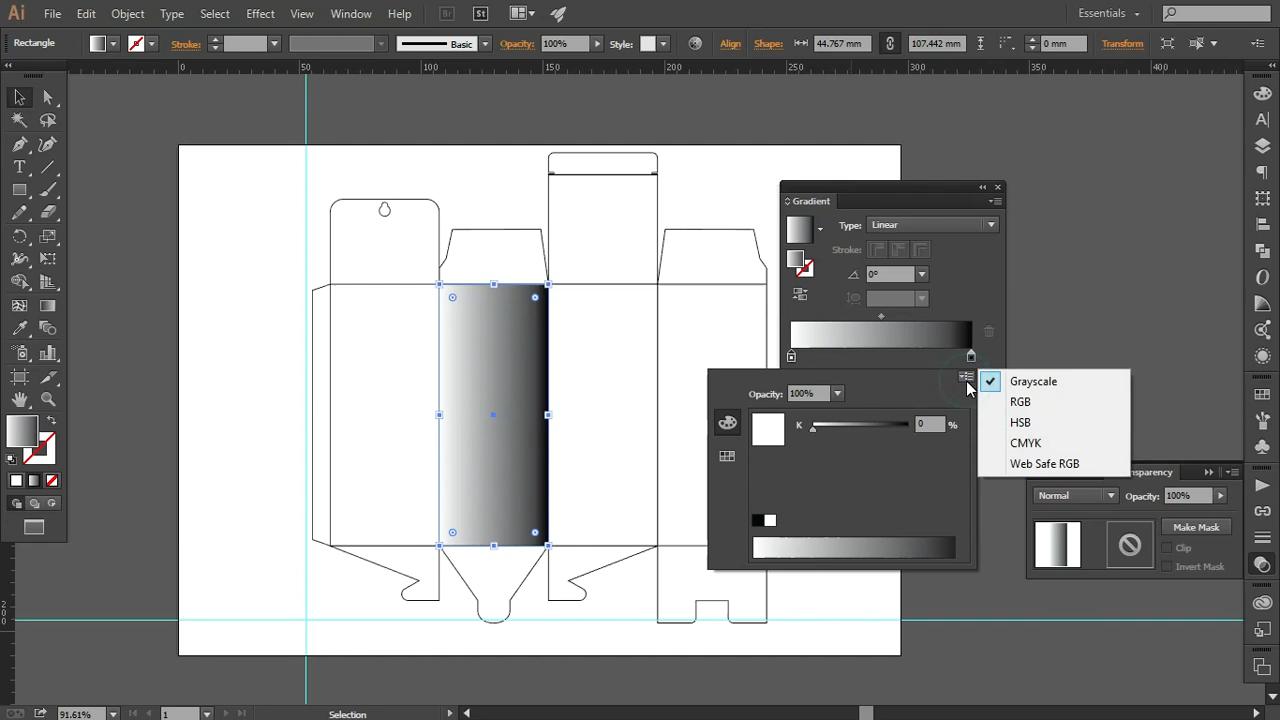 Ai File Edit Object Type Select Effect View Window Help Br St Essentials
Rectangle Stroke: Basic Opacity: 100% Style: Align Shape: 44.767 mm 107.442 mm 0 mm Transform
0 50 100 150 200 250 300 350 400
Gradient
Type: Linear
Stroke:
0°
Opacity: 100%
K 0 %
Grayscale
RGB
HSB
CMYK
Web Safe RGB
Transparency
Normal Opacity: 100%
Make Mask
Clip
Invert Mask
200
91.61% 1 Selection